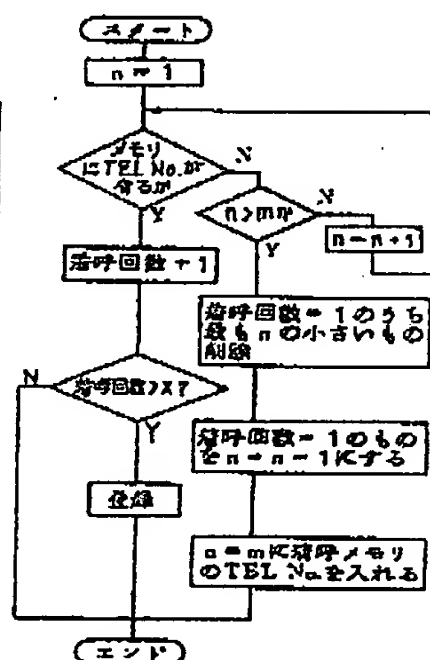 スタート
n = 1
メモリ
にTEL No.が
有るか
N
Y
n>mか
N
Y
n=n+1
着呼回数+1
着呼回数=1のうち
最もnの小さいもの
削除
着呼回数>X?
N
Y
着呼回数=1のもの
をn=n-1にする
登録
n=mに着呼メモリ
のTEL No.を入れる
エンド